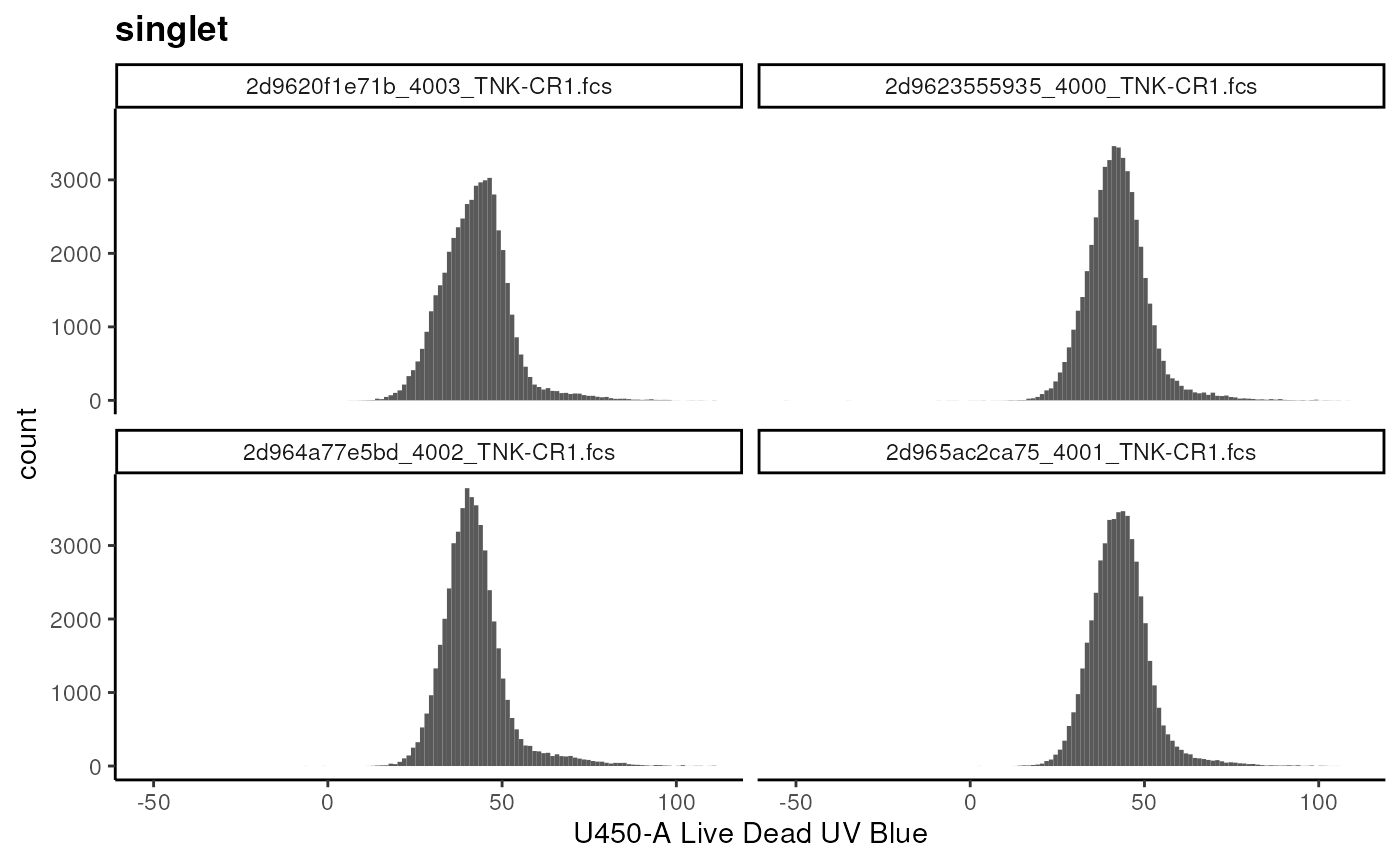 singlet
2d9620f1e71b_4003_TNK-CR1.fcs
2d9623555935_4000_TNK-CR1.fcs
3000
2000
1000
0
count
2d964a77e5bd_4002_TNK-CR1.fcs
2d965ac2ca75_4001_TNK-CR1.fcs
3000
2000
1000
0
-50 0 50 100 -50 0 50 100
U450-A Live Dead UV Blue